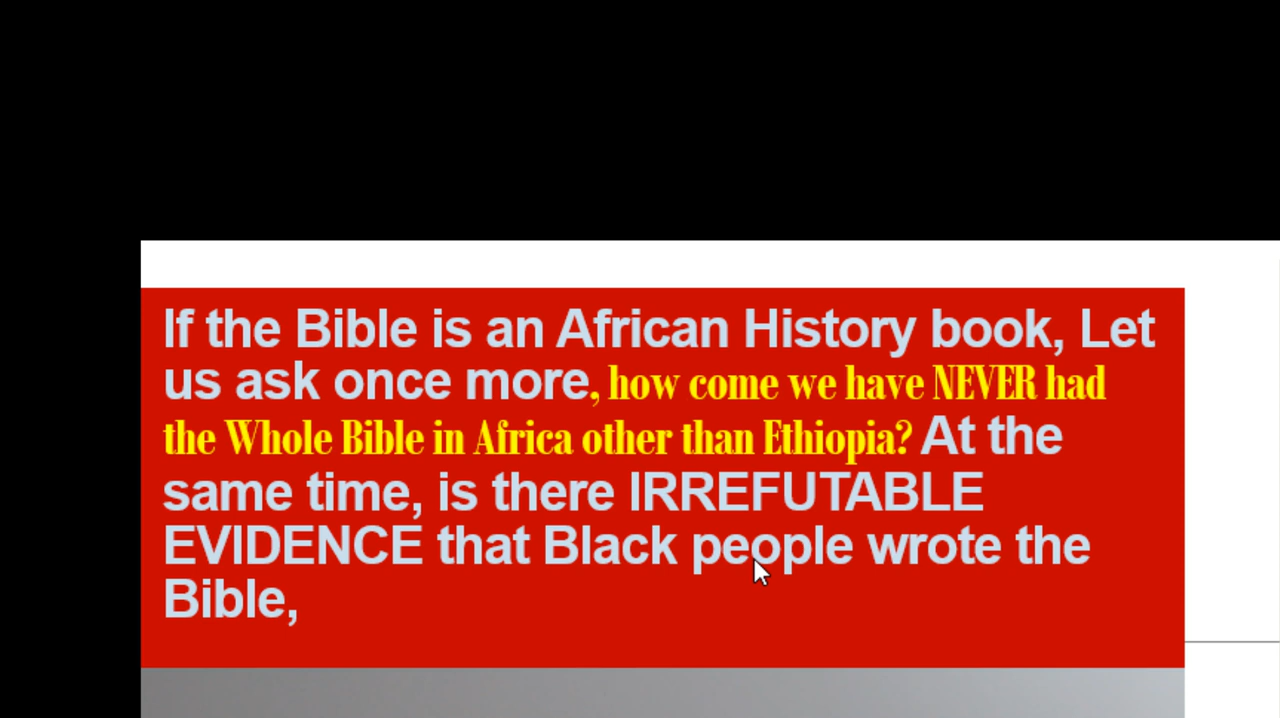 If the Bible is an African History book, Let
us ask once more, how come we have NEVER had
the Whole Bible in Africa other than Ethiopia? At the
same time, is there IRREFUTABLE
EVIDENCE that Black people wrote the
Bible,